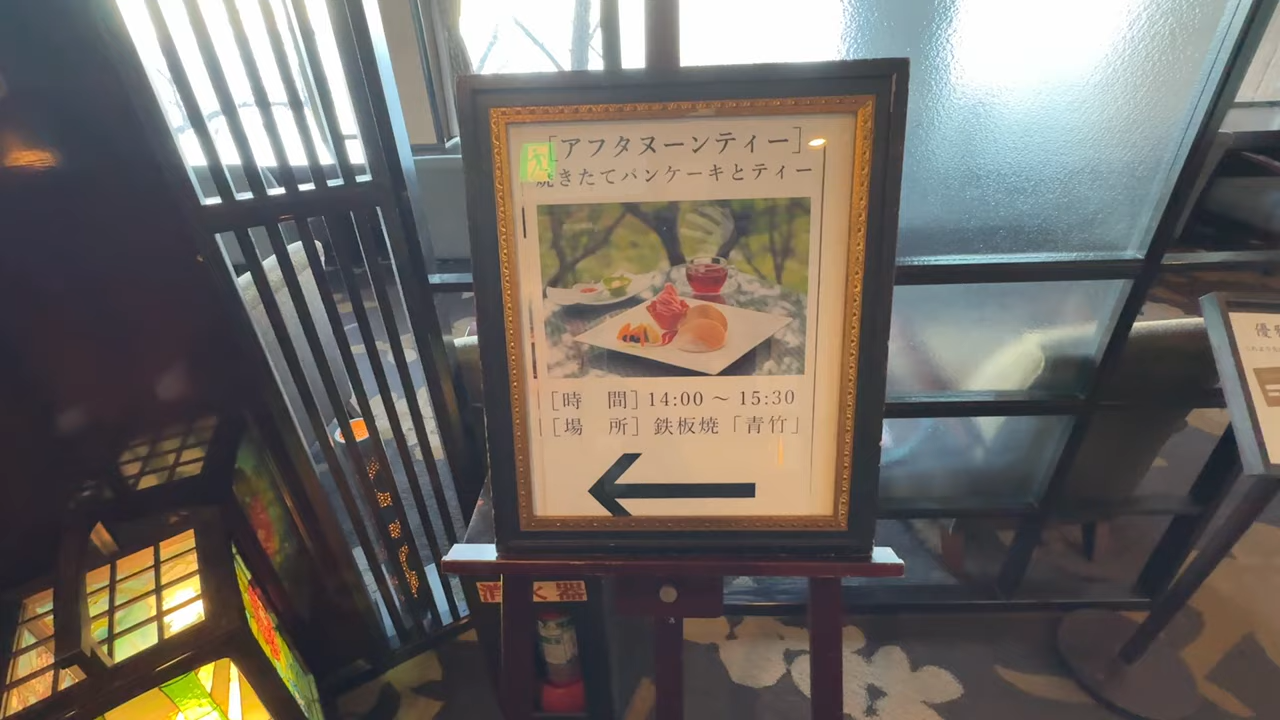 [アフタヌーンティー]
焼きたてパンケーキとティー
[時 間] 14:00 ～ 15:30
[場 所] 鉄板焼「青竹」
消火器
優